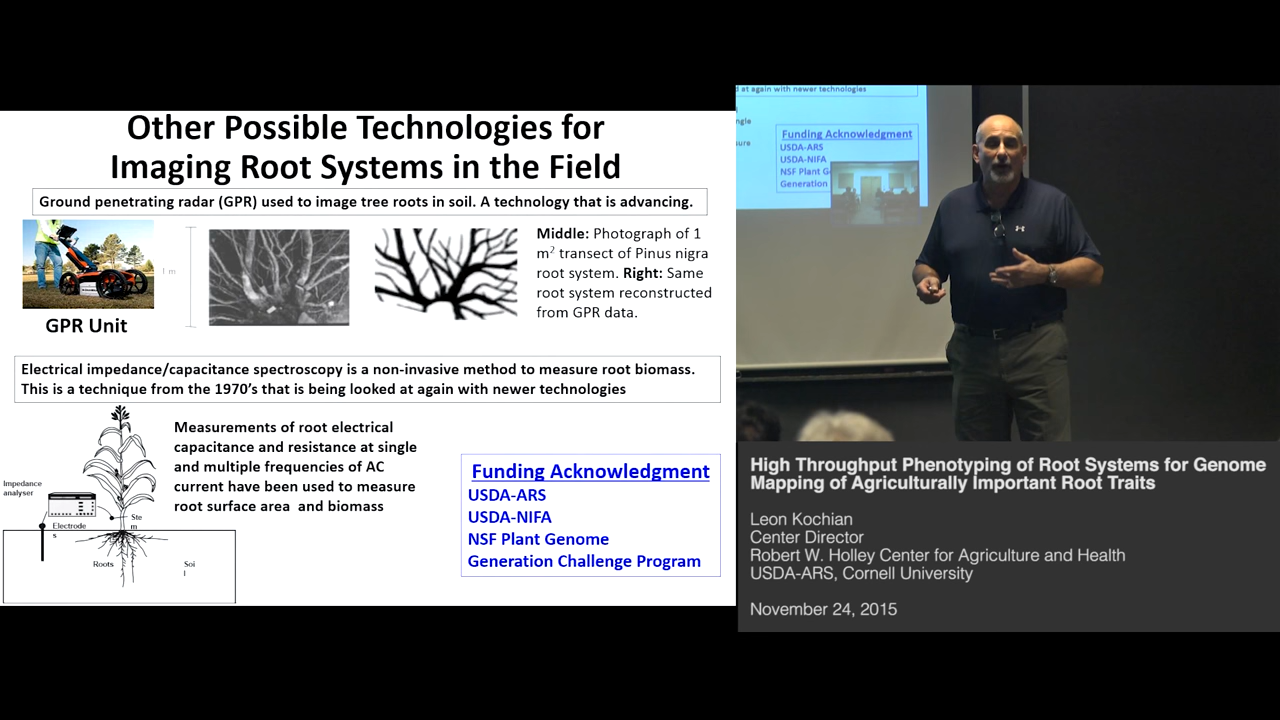 Other Possible Technologies for
Imaging Root Systems in the Field
Ground penetrating radar (GPR) used to image tree roots in soil. A technology that is advancing.
1 m
GPR Unit
Middle: Photograph of 1
m² transect of Pinus nigra
root system. Right: Same
root system reconstructed
from GPR data.
Electrical impedance/capacitance spectroscopy is a non-invasive method to measure root biomass.
This is a technique from the 1970's that is being looked at again with newer technologies
Impedance
analyser
Electrode
s
Ste
m
Roots
Soi
l
Measurements of root electrical
capacitance and resistance at single
and multiple frequencies of AC
current have been used to measure
root surface area and biomass
Funding Acknowledgment
USDA-ARS
USDA-NIFA
NSF Plant Genome
Generation Challenge Program
d at again with newer technologies
ngle
sure
Funding Acknowledgment
USDA-ARS
USDA-NIFA
NSF Plant G
Generation
High Throughput Phenotyping of Root Systems for Genome
Mapping of Agriculturally Important Root Traits
Leon Kochian
Center Director
Robert W. Holley Center for Agriculture and Health
USDA-ARS, Cornell University
November 24, 2015